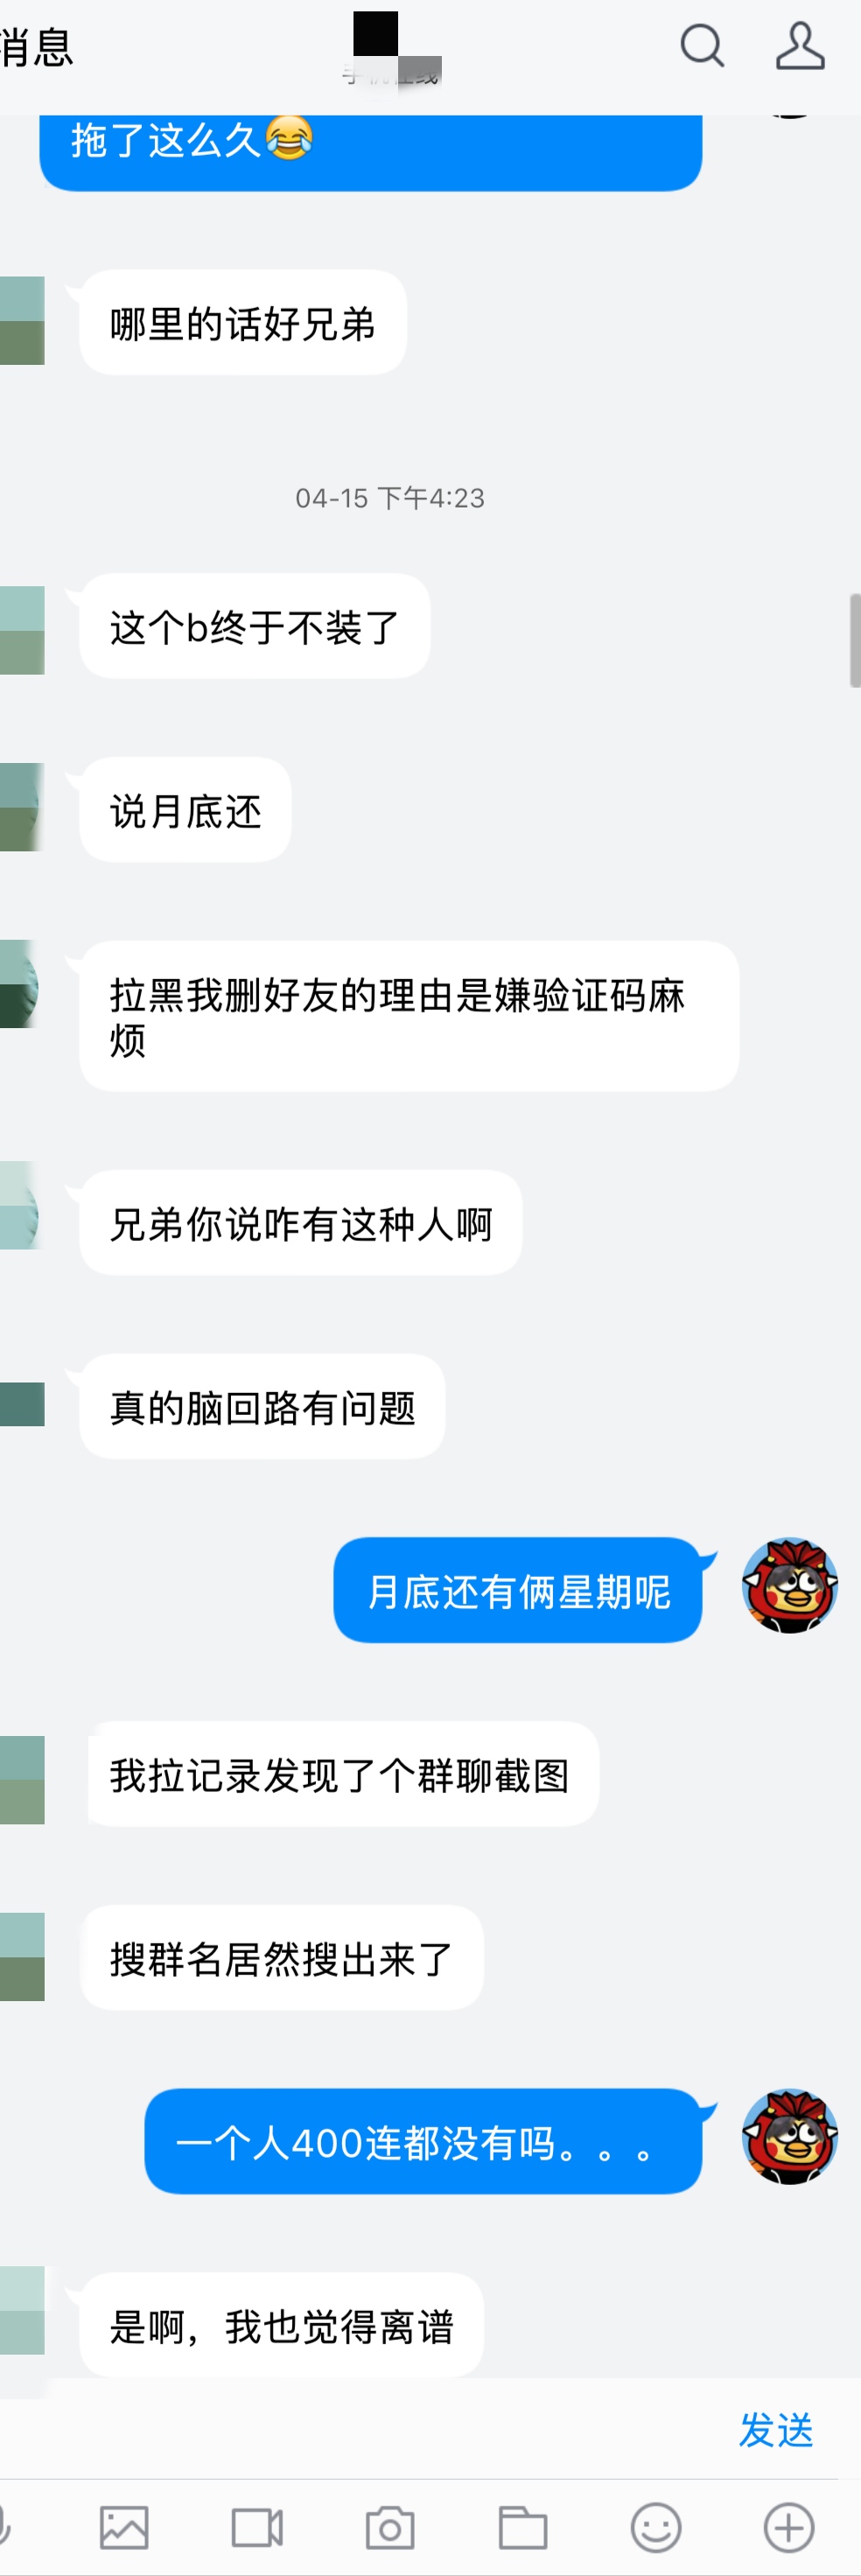 消息
手机在线
拖了这么久😂
哪里的话好兄弟
04-15 下午4:23
这个b终于不装了
说月底还
拉黑我删好友的理由是嫌验证码麻
烦
兄弟你说咋有这种人啊
真的脑回路有问题
月底还有俩星期呢
我拉记录发现了个群聊截图
搜群名居然搜出来了
一个人400连都没有吗。。。
是啊，我也觉得离谱
发送